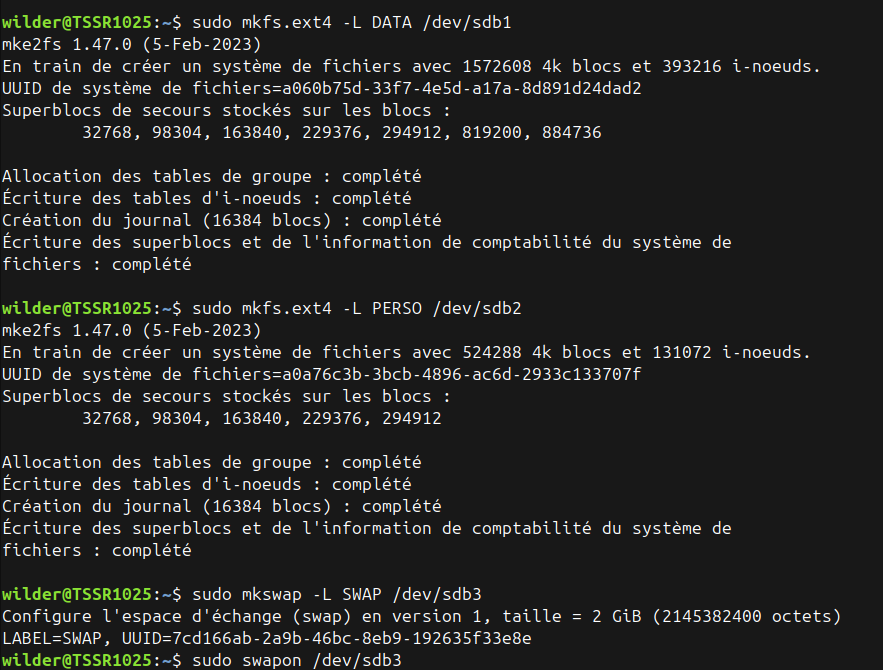 wilder@TSSR1025:~$ sudo mkfs.ext4 -L DATA /dev/sdb1
mke2fs 1.47.0 (5-Feb-2023)
En train de créer un système de fichiers avec 1572608 4k blocs et 393216 i-noeuds.
UUID de système de fichiers=a060b75d-33f7-4e5d-a17a-8d891d24dad2
Superblocs de secours stockés sur les blocs :
        32768, 98304, 163840, 229376, 294912, 819200, 884736

Allocation des tables de groupe : complété
Écriture des tables d'i-noeuds : complété
Création du journal (16384 blocs) : complété
Écriture des superblocs et de l'information de comptabilité du système de
fichiers : complété

wilder@TSSR1025:~$ sudo mkfs.ext4 -L PERSO /dev/sdb2
mke2fs 1.47.0 (5-Feb-2023)
En train de créer un système de fichiers avec 524288 4k blocs et 131072 i-noeuds.
UUID de système de fichiers=a0a76c3b-3bcb-4896-ac6d-2933c133707f
Superblocs de secours stockés sur les blocs :
        32768, 98304, 163840, 229376, 294912

Allocation des tables de groupe : complété
Écriture des tables d'i-noeuds : complété
Création du journal (16384 blocs) : complété
Écriture des superblocs et de l'information de comptabilité du système de
fichiers : complété

wilder@TSSR1025:~$ sudo mkswap -L SWAP /dev/sdb3
Configure l'espace d'échange (swap) en version 1, taille = 2 GiB (2145382400 octets)
LABEL=SWAP, UUID=7cd166ab-2a9b-46bc-8eb9-192635f33e8e
wilder@TSSR1025:~$ sudo swapon /dev/sdb3